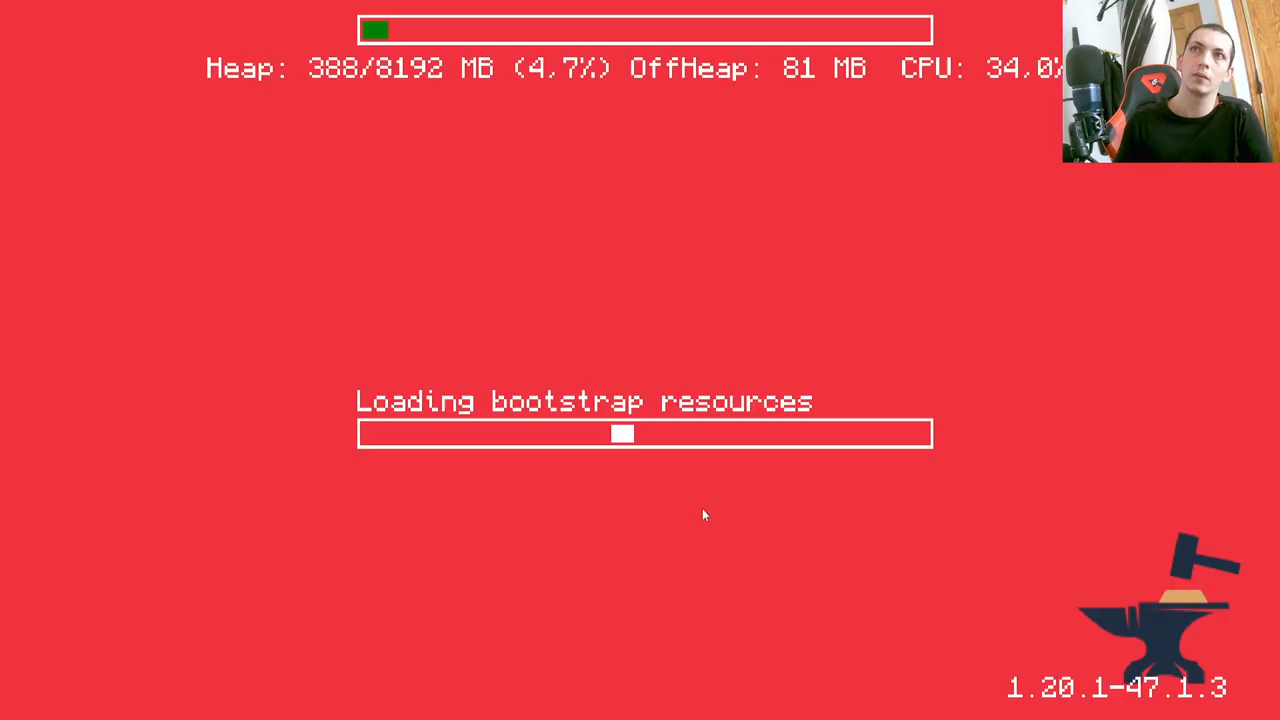 Heap: 388/8192 MB (4,7%) OffHeap: 81 MB CPU: 34,0%
Loading bootstrap resources
1.20.1-47.1.3